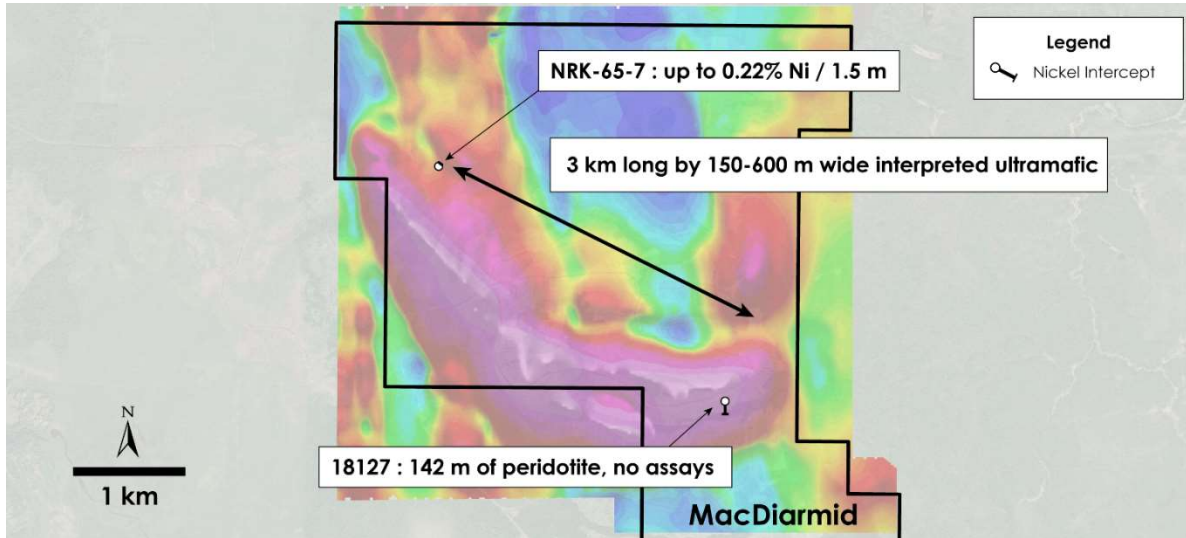 Legend
Nickel Intercept
NRK-65-7 : up to 0.22% Ni / 1.5 m
3 km long by 150-600 m wide interpreted ultramafic
N
1 km
18127 : 142 m of peridotite, no assays
MacDiarmid